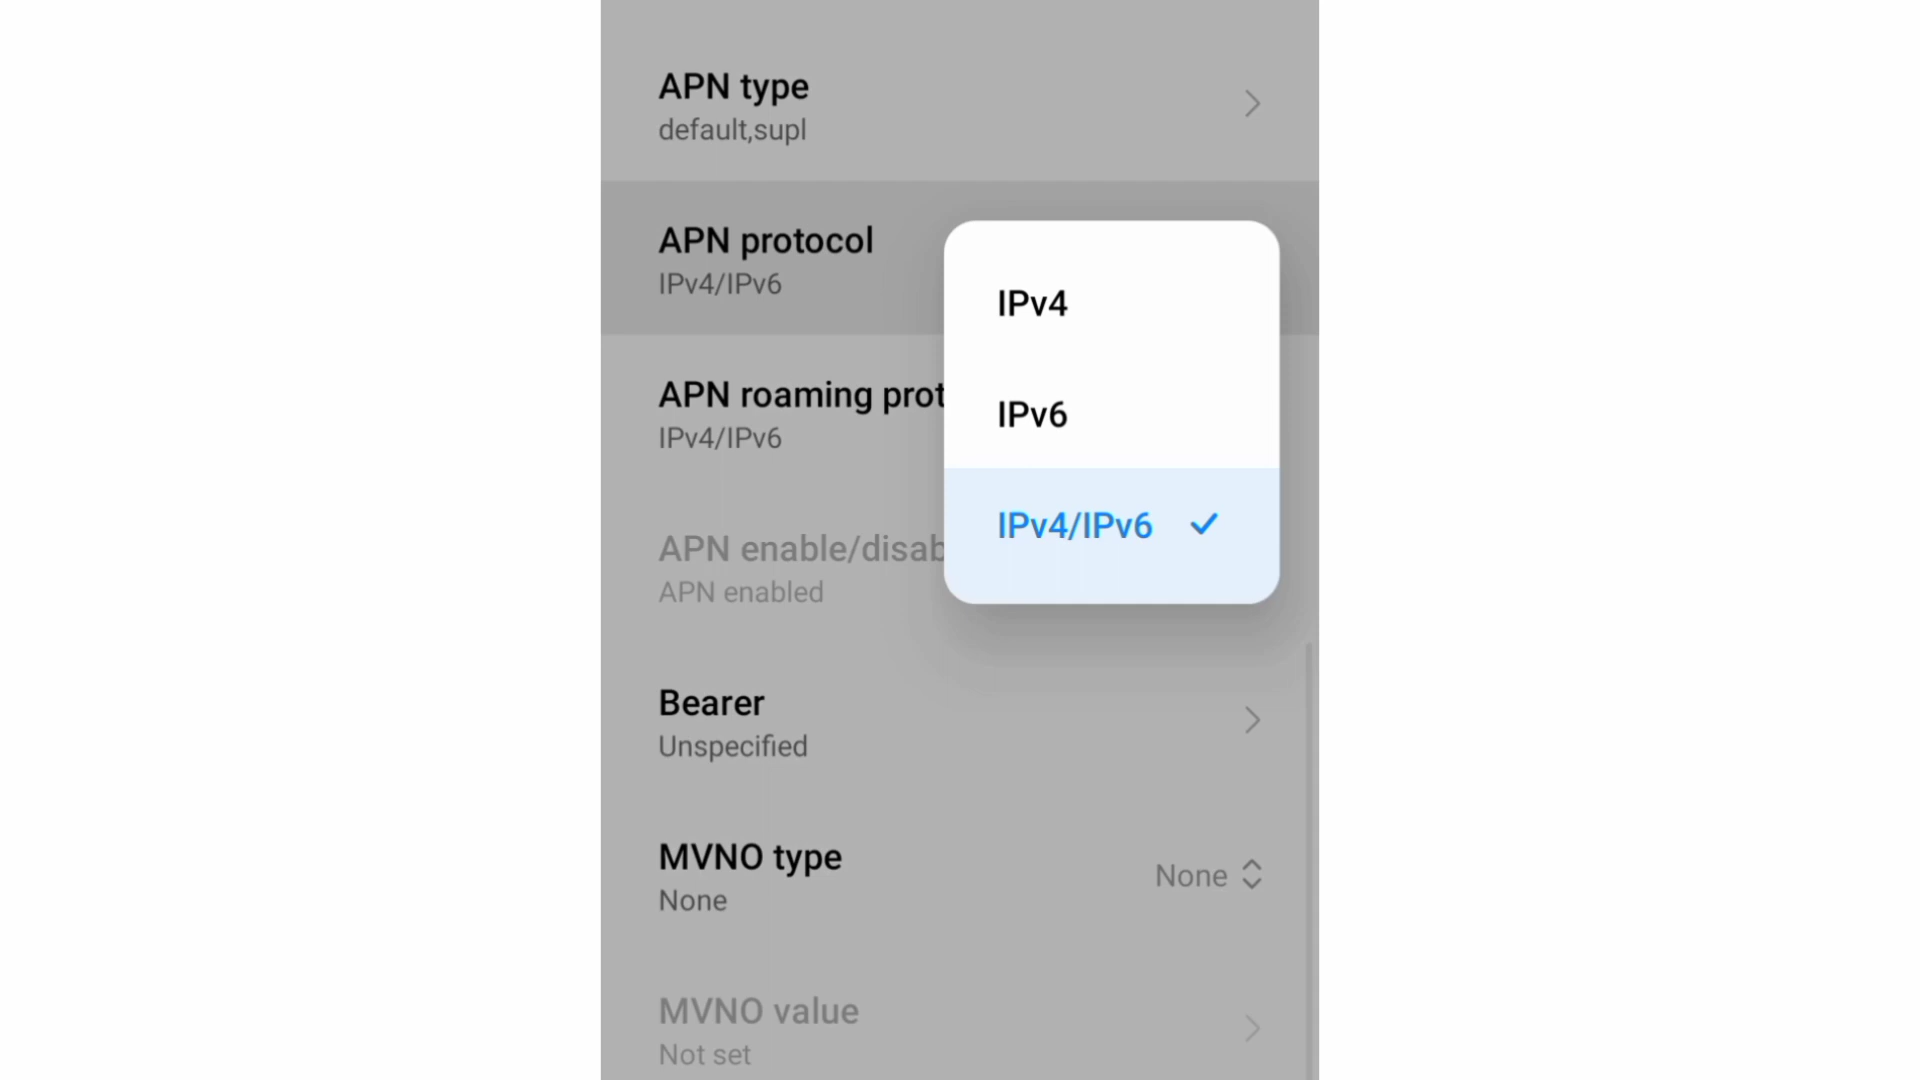 APN type
default,supl
APN protocol
IPv4/IPv6
IPv4
IPv6
IPv4/IPv6
APN roaming prot
IPv4/IPv6
APN enable/disab
APN enabled
Bearer
Unspecified
MVNO type
None
None
MVNO value
Not set